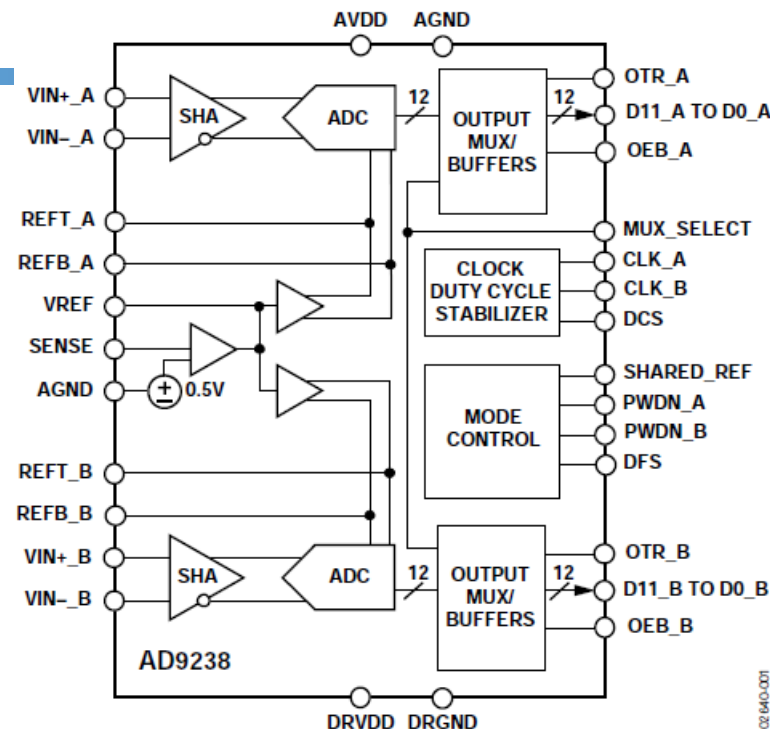 AVDD AGND
VIN+_A
VIN–_A
SHA
ADC
12
OUTPUT
MUX/
BUFFERS
12
OTR_A
D11_A TO D0_A
OEB_A
REFT_A
REFB_A
VREF
SENSE
AGND
0.5V
MUX_SELECT
CLOCK
DUTY CYCLE
STABILIZER
CLK_A
CLK_B
DCS
MODE
CONTROL
SHARED_REF
PWDN_A
PWDN_B
DFS
REFT_B
REFB_B
VIN+_B
VIN–_B
SHA
ADC
12
OUTPUT
MUX/
BUFFERS
12
OTR_B
D11_B TO D0_B
OEB_B
AD9238
DRVDD DRGND
02640-001